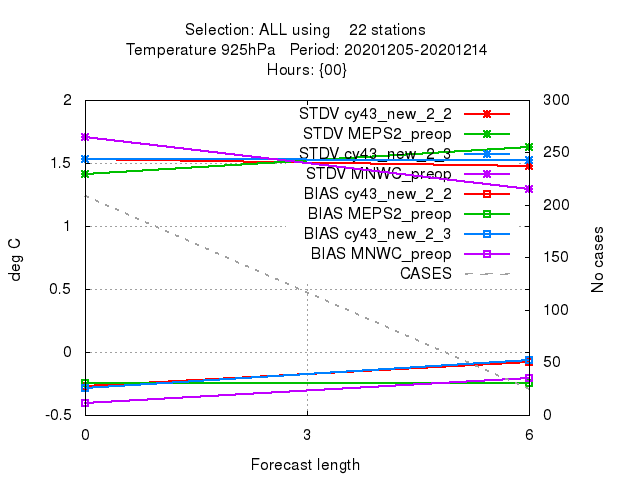 Selection: ALL using 22 stations
Temperature 925hPa Period: 20201205-20201214
Hours: {00}
STDV cy43_new_2_2
STDV MEPS2_preop
STDV cy43_new_2_3
STDV MNWC_preop
BIAS cy43_new_2_2
BIAS MEPS2_preop
BIAS cy43_new_2_3
BIAS MNWC_preop
CASES
2
1.5
1
0.5
0
-0.5
deg C
300
250
200
150
100
50
0
No cases
0 3 6
Forecast length